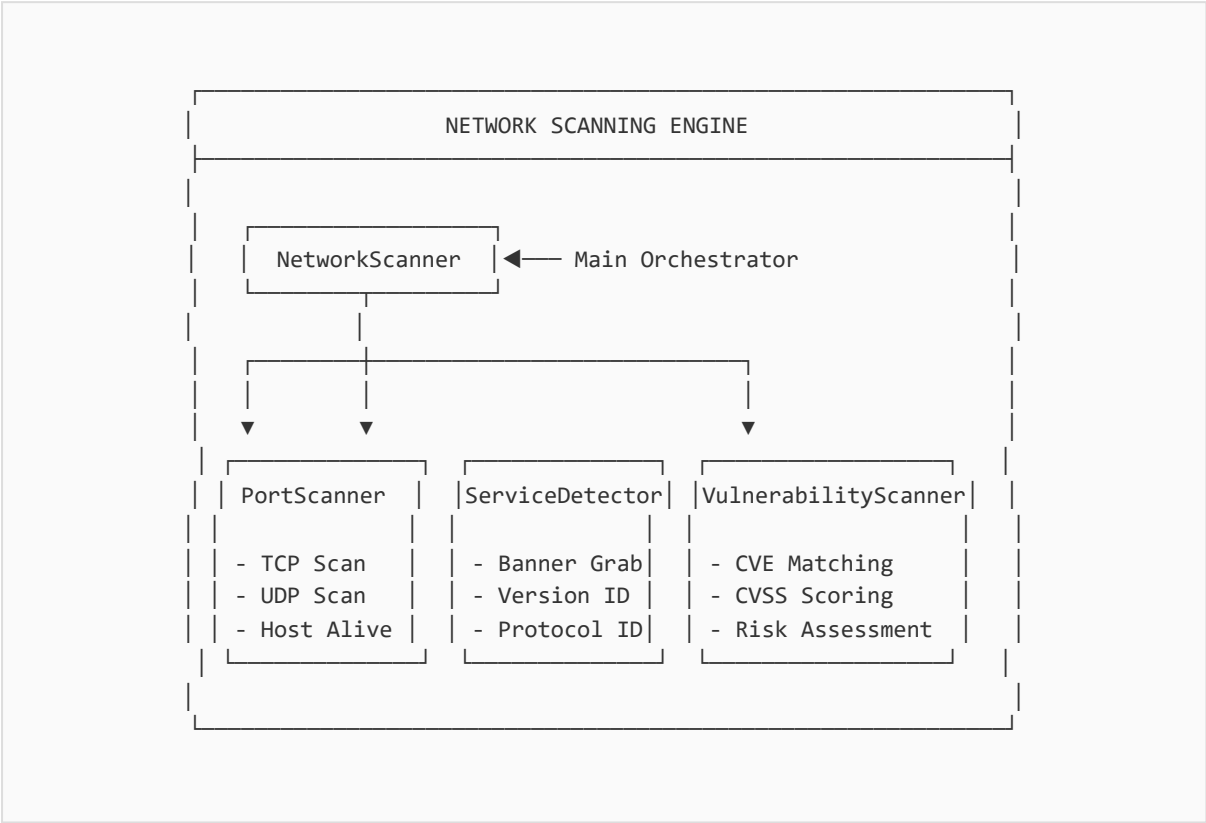 NETWORK SCANNING ENGINE
NetworkScanner ◄── Main Orchestrator
PortScanner ServiceDetector VulnerabilityScanner
- TCP Scan - Banner Grab - CVE Matching
- UDP Scan - Version ID - CVSS Scoring
- Host Alive - Protocol ID - Risk Assessment